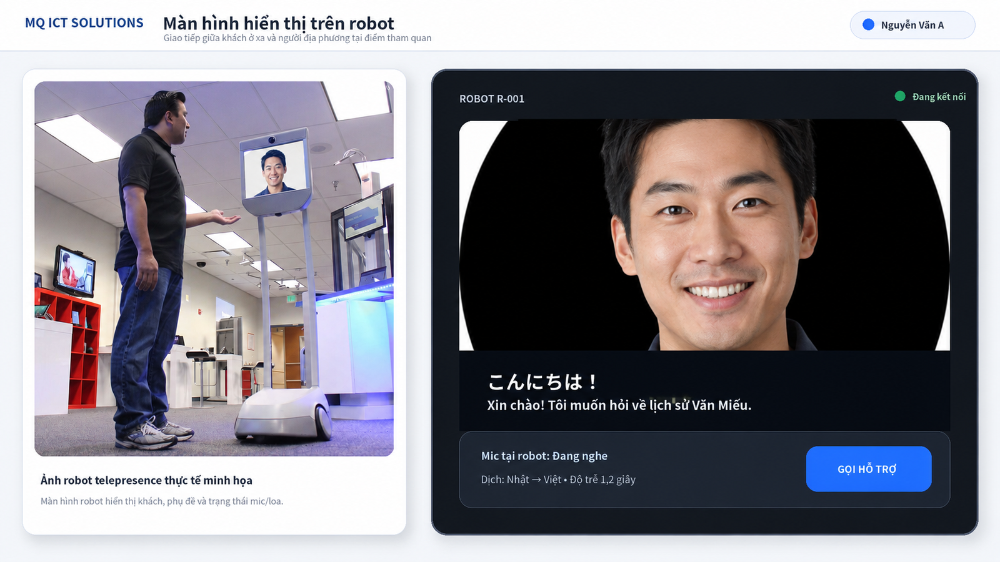 MQ ICT SOLUTIONS
Màn hình hiển thị trên robot
Giao tiếp giữa khách ở xa và người địa phương tại điểm tham quan
Nguyễn Văn A
Ảnh robot telepresence thực tế minh họa
Màn hình robot hiển thị khách, phụ đề và trạng thái mic/loa.
ROBOT R-001
Đang kết nối
こんにちは！
Xin chào! Tôi muốn hỏi về lịch sử Văn Miếu.
Mic tại robot: Đang nghe
Dịch: Nhật → Việt • Độ trễ 1,2 giây
GỌI HỖ TRỢ